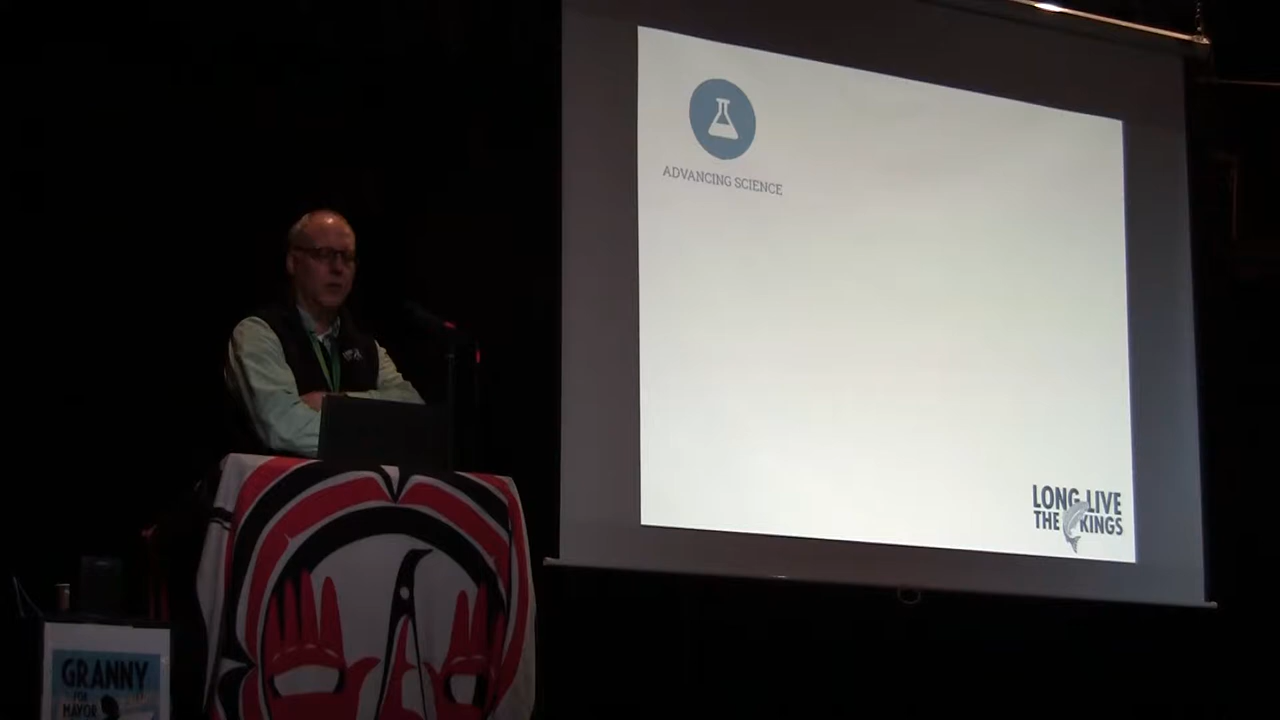 ADVANCING SCIENCE
LONG LIVE
THE KINGS
GRANNY
FOR
MAYOR